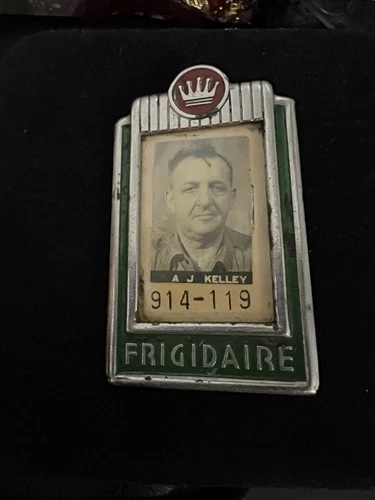 A J KELLEY
914-119
FRIGIDAIRE